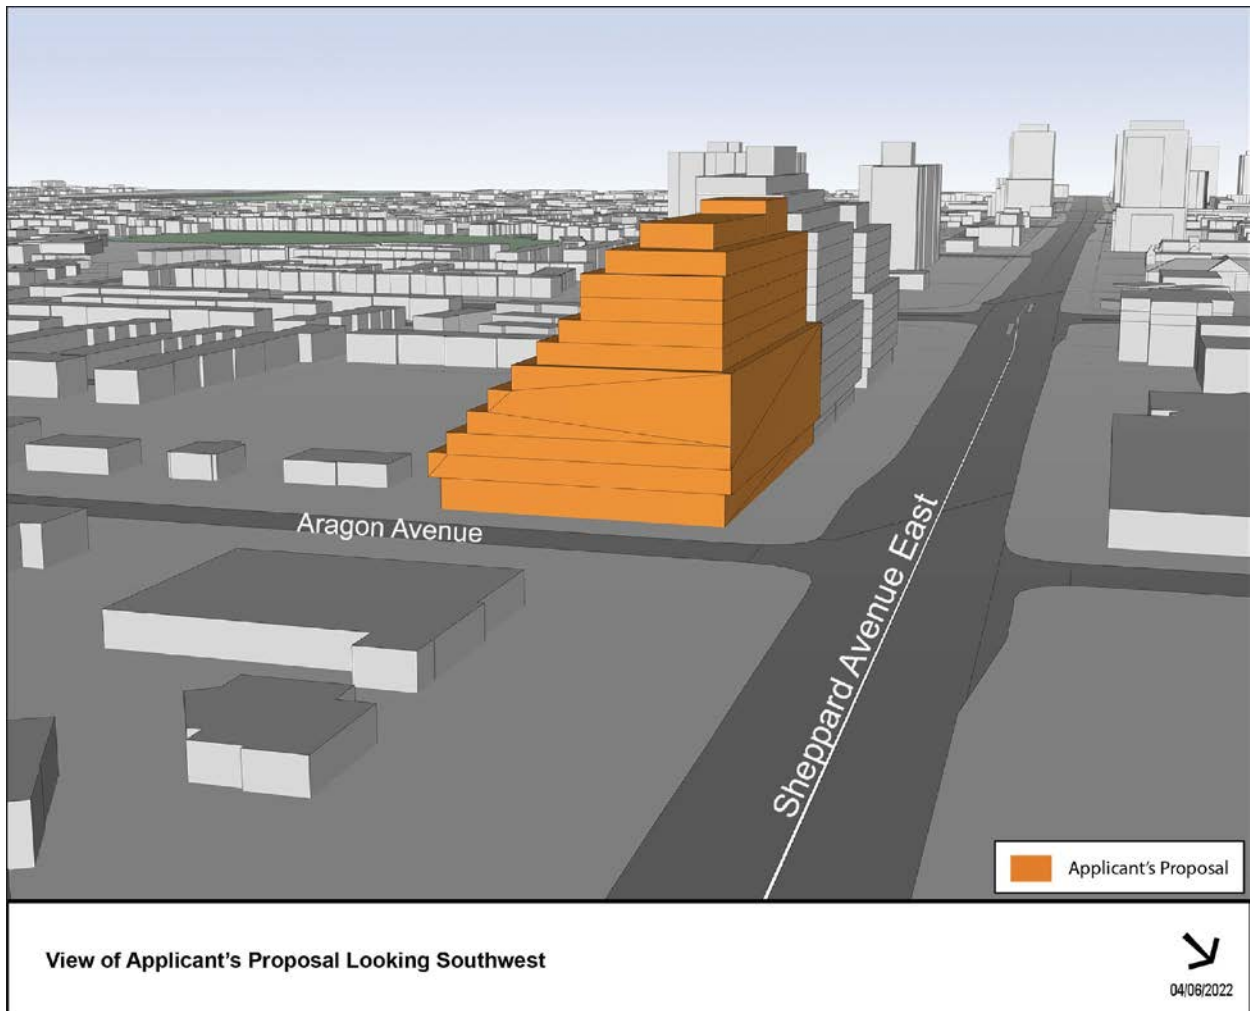 Aragon Avenue
Sheppard Avenue East
Applicant's Proposal
View of Applicant's Proposal Looking Southwest
04/06/2022